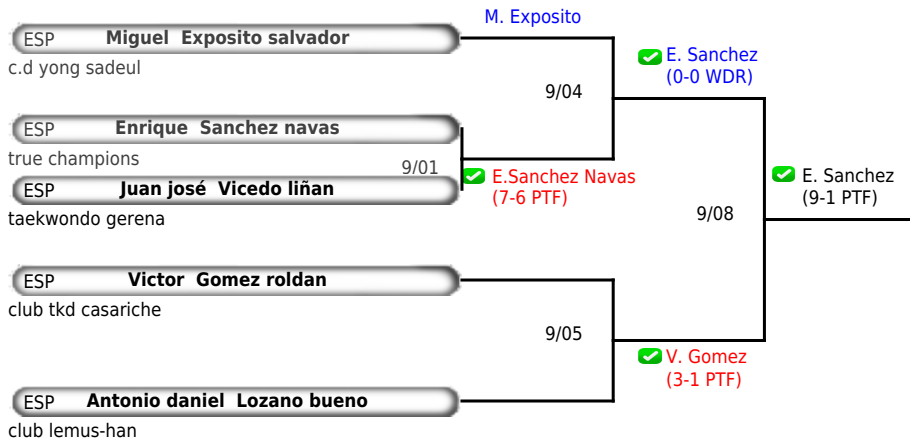 M. Exposito
ESP Miguel Exposito salvador
c.d yong sadeul
E. Sanchez
(0-0 WDR)
9/04
ESP Enrique Sanchez navas
true champions
9/01
E.Sanchez Navas
(7-6 PTF)
E. Sanchez
(9-1 PTF)
ESP Juan josé Vicedo liñan
taekwondo gerena
9/08
ESP Victor Gomez roldan
club tkd casariche
9/05
V. Gomez
(3-1 PTF)
ESP Antonio daniel Lozano bueno
club lemus-han